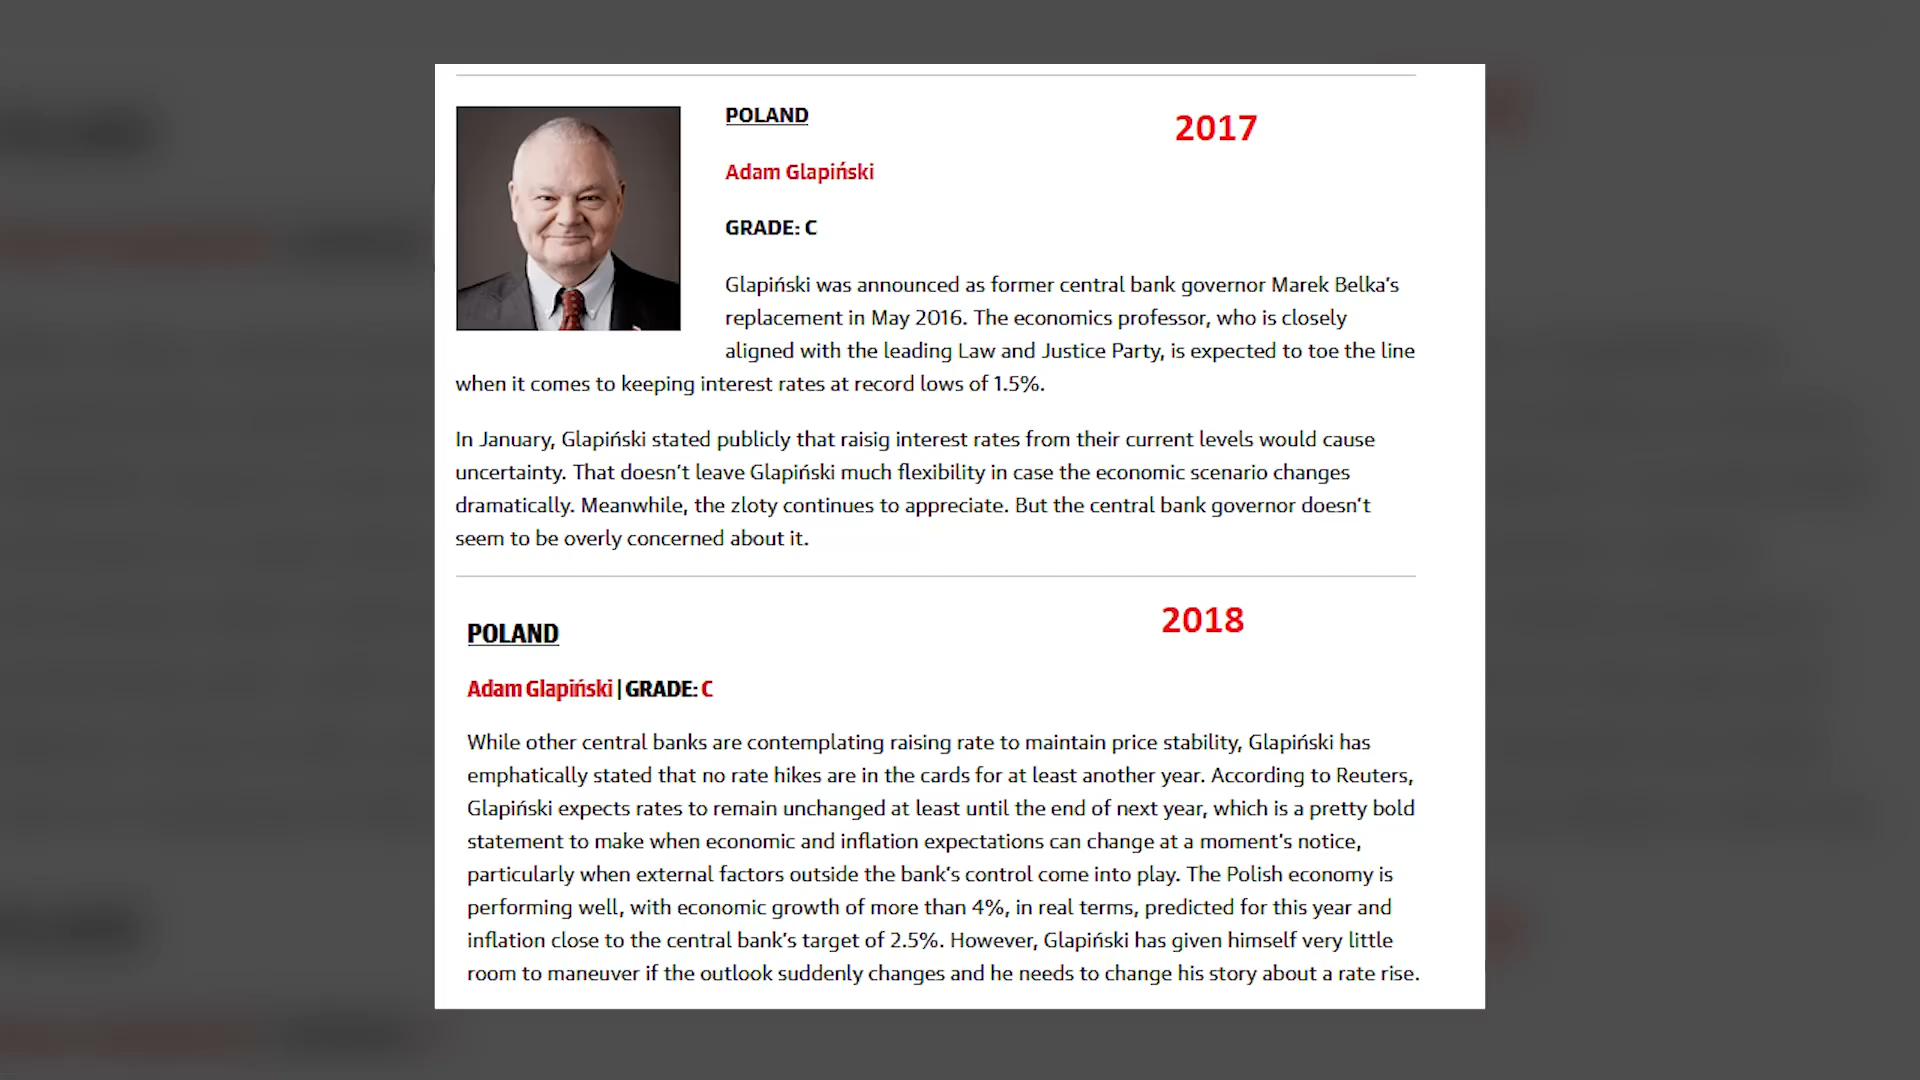 POLAND
2017
Adam Glapiński
GRADE: C
Glapiński was announced as former central bank governor Marek Belka's
replacement in May 2016. The economics professor, who is closely
aligned with the leading Law and Justice Party, is expected to toe the line
when it comes to keeping interest rates at record lows of 1.5%.
In January, Glapiński stated publicly that raisig interest rates from their current levels would cause
uncertainty. That doesn't leave Glapiński much flexibility in case the economic scenario changes
dramatically. Meanwhile, the zloty continues to appreciate. But the central bank governor doesn't
seem to be overly concerned about it.
2018
POLAND
Adam Glapiński | GRADE: C
While other central banks are contemplating raising rate to maintain price stability, Glapiński has
emphatically stated that no rate hikes are in the cards for at least another year. According to Reuters,
Glapiński expects rates to remain unchanged at least until the end of next year, which is a pretty bold
statement to make when economic and inflation expectations can change at a moment's notice,
particularly when external factors outside the bank's control come into play. The Polish economy is
performing well, with economic growth of more than 4%, in real terms, predicted for this year and
inflation close to the central bank's target of 2.5%. However, Glapiński has given himself very little
room to maneuver if the outlook suddenly changes and he needs to change his story about a rate rise.